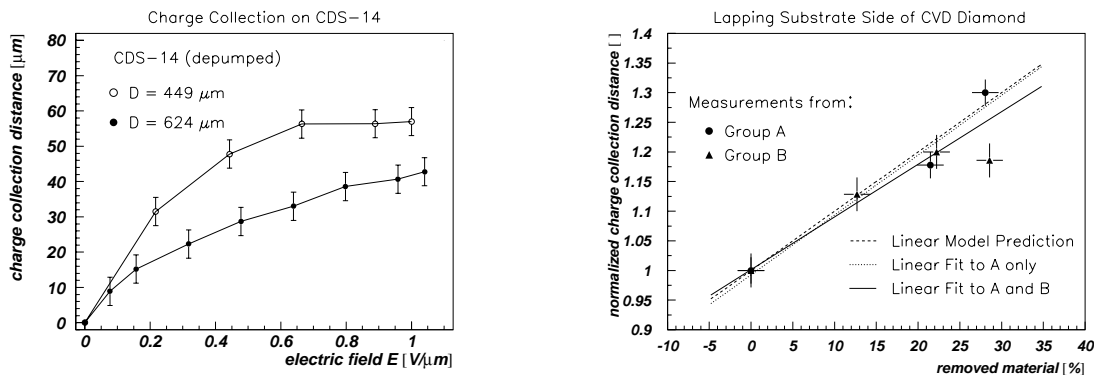 Charge Collection on CDS-14
charge collection distance [μm]
80
70
60
50
40
30
20
10
0
CDS-14 (depumped)
D = 449 μm
D = 624 μm
0 0.2 0.4 0.6 0.8 1
electric field E [V/μm]
Lapping Substrate Side of CVD Diamond
normalized charge collection distance [ ]
1.4
1.35
1.30
1.25
1.20
1.15
1.10
1.05
1
0.95
0.9
Measurements from:
Group A
Group B
Linear Model Prediction
Linear Fit to A only
Linear Fit to A and B
-10 -5 0 5 10 15 20 25 30 35 40
removed material [%]